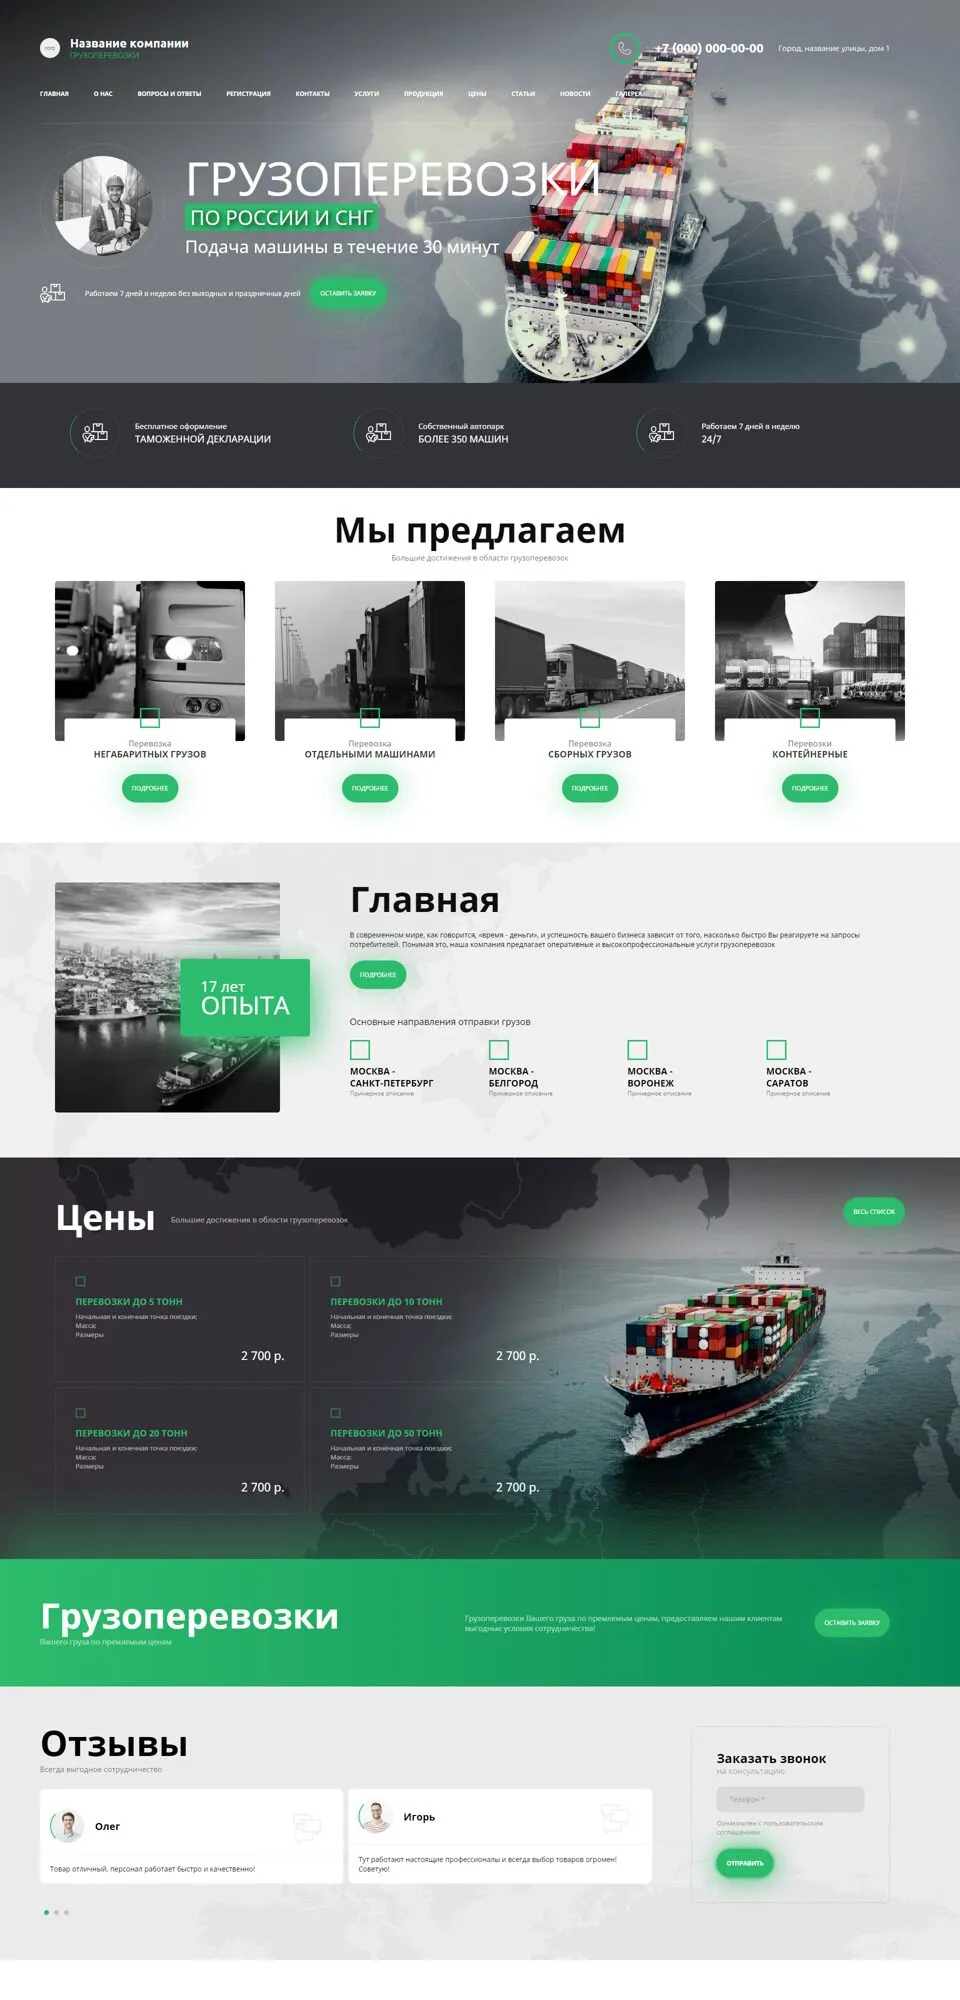 Название компании
ГРУЗОПЕРЕВОЗКИ
+7 (000) 000-00-00
Город, название улицы, дом 1
ГЛАВНАЯ О НАС ВОПРОСЫ И ОТВЕТЫ РЕГИСТРАЦИЯ КОНТАКТЫ УСЛУГИ ПРОДУКЦИЯ ЦЕНЫ СТАТЬИ НОВОСТИ ГАЛЕРЕЯ
ГРУЗОПЕРЕВОЗКИ
ПО РОССИИ И СНГ
Подача машины в течение 30 минут
Работаем 7 дней в неделю без выходных и праздничных дней
ОСТАВИТЬ ЗАЯВКУ
Бесплатное оформление
ТАМОЖЕННОЙ ДЕКЛАРАЦИИ
Собственный автопарк
БОЛЕЕ 350 МАШИН
Работаем 7 дней в неделю
24/7
Мы предлагаем
Большие достижения в области грузоперевозок
Перевозка
НЕГАБАРИТНЫХ ГРУЗОВ
ПОДРОБНЕЕ
Перевозка
ОТДЕЛЬНЫМИ МАШИНАМИ
ПОДРОБНЕЕ
Перевозка
СБОРНЫХ ГРУЗОВ
ПОДРОБНЕЕ
Перевозки
КОНТЕЙНЕРНЫЕ
ПОДРОБНЕЕ
17 лет
ОПЫТА
Главная
В современном мире, как говорится, «время - деньги», и успешность вашего бизнеса зависит от того, насколько быстро Вы реагируете на запросы
потребителей. Понимая это, наша компания предлагает оперативные и высокопрофессиональные услуги грузоперевозок
ПОДРОБНЕЕ
Основные направления отправки грузов
МОСКВА -
САНКТ-ПЕТЕРБУРГ
Примерное описание
МОСКВА -
БЕЛГОРОД
Примерное описание
МОСКВА -
ВОРОНЕЖ
Примерное описание
МОСКВА -
САРАТОВ
Примерное описание
Цены
Большие достижения в области грузоперевозок
ВЕСЬ СПИСОК
ПЕРЕВОЗКИ ДО 5 ТОНН
Начальная и конечная точка поездки:
Масса:
Размеры
2 700 р.
ПЕРЕВОЗКИ ДО 10 ТОНН
Начальная и конечная точка поездки:
Масса:
Размеры
2 700 р.
ПЕРЕВОЗКИ ДО 20 ТОНН
Начальная и конечная точка поездки:
Масса:
Размеры
2 700 р.
ПЕРЕВОЗКИ ДО 50 ТОНН
Начальная и конечная точка поездки:
Масса:
Размеры
2 700 р.
Грузоперевозки
Вашего груза по премлемым ценам
Грузоперевозки Вашего груза по премлемым ценам, предоставляем нашим клиентам
выгодные условия сотрудничества!
ОСТАВИТЬ ЗАЯВКУ
Отзывы
Всегда выгодное сотрудничество
Олег
Товар отличный, персонал работает быстро и качественно!
Игорь
Тут работают настоящие профессионалы и всегда выбор товаров огромен!
Советую!
Заказать звонок
на консультацию
Телефон *
Ознакомлен с пользовательским
соглашением
ОТПРАВИТЬ